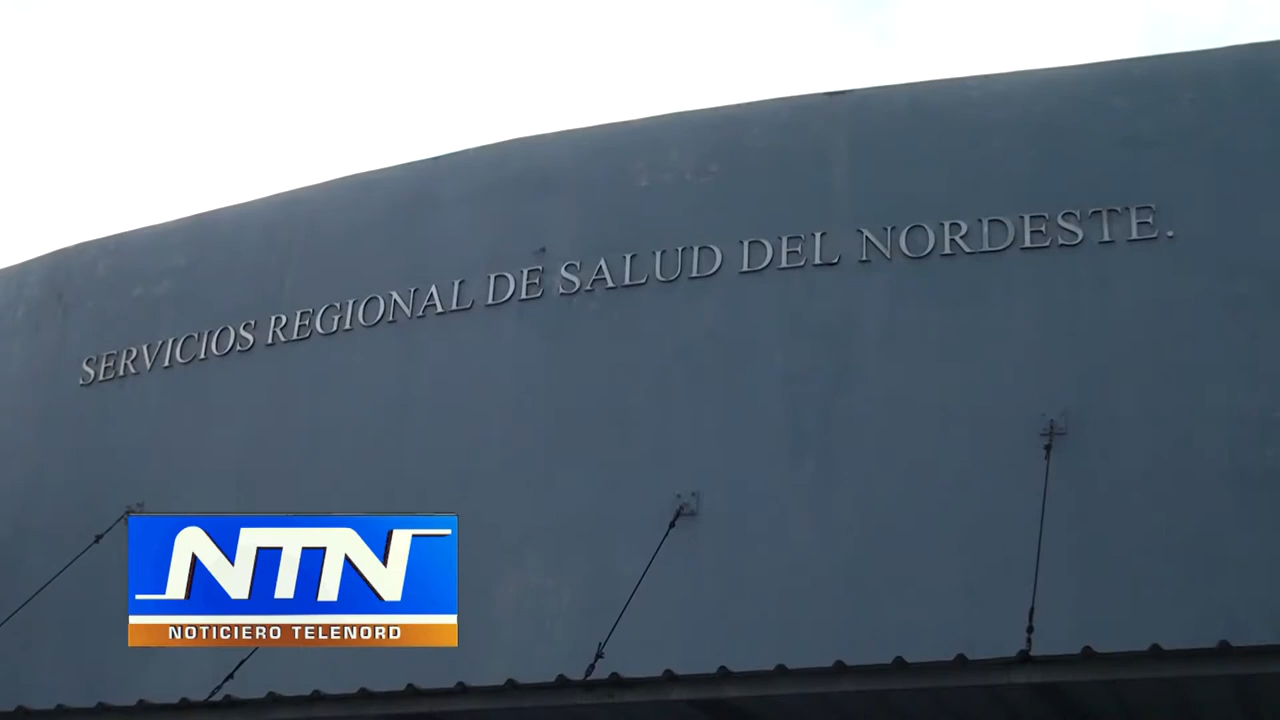 SERVICIOS REGIONAL DE SALUD DEL NORDESTE.
NTN
NOTICIERO TELENORD